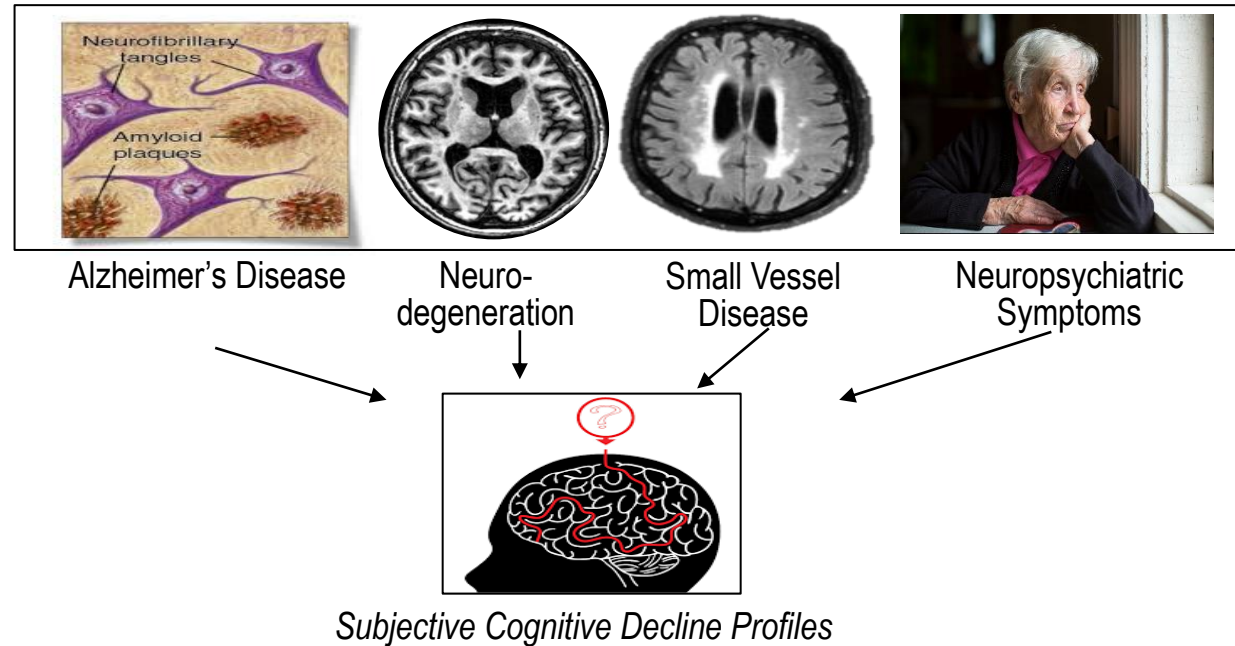 Neurofibrillary
tangles
Amyloid
plaques
Alzheimer's Disease
Neuro-
degeneration
Small Vessel
Disease
Neuropsychiatric
Symptoms
?
Subjective Cognitive Decline Profiles